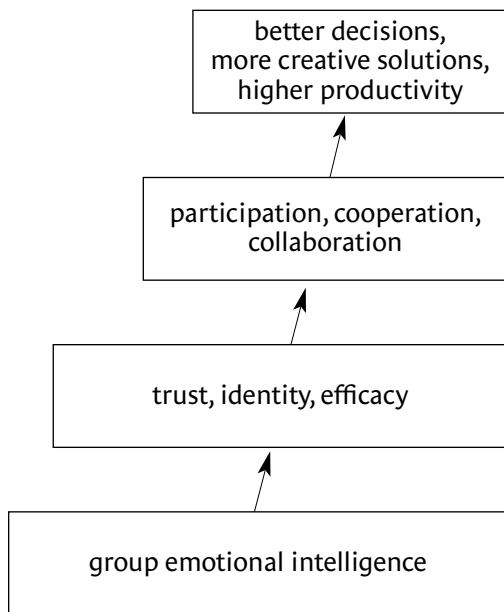 better decisions,
more creative solutions,
higher productivity
participation, cooperation,
collaboration
trust, identity, efficacy
group emotional intelligence